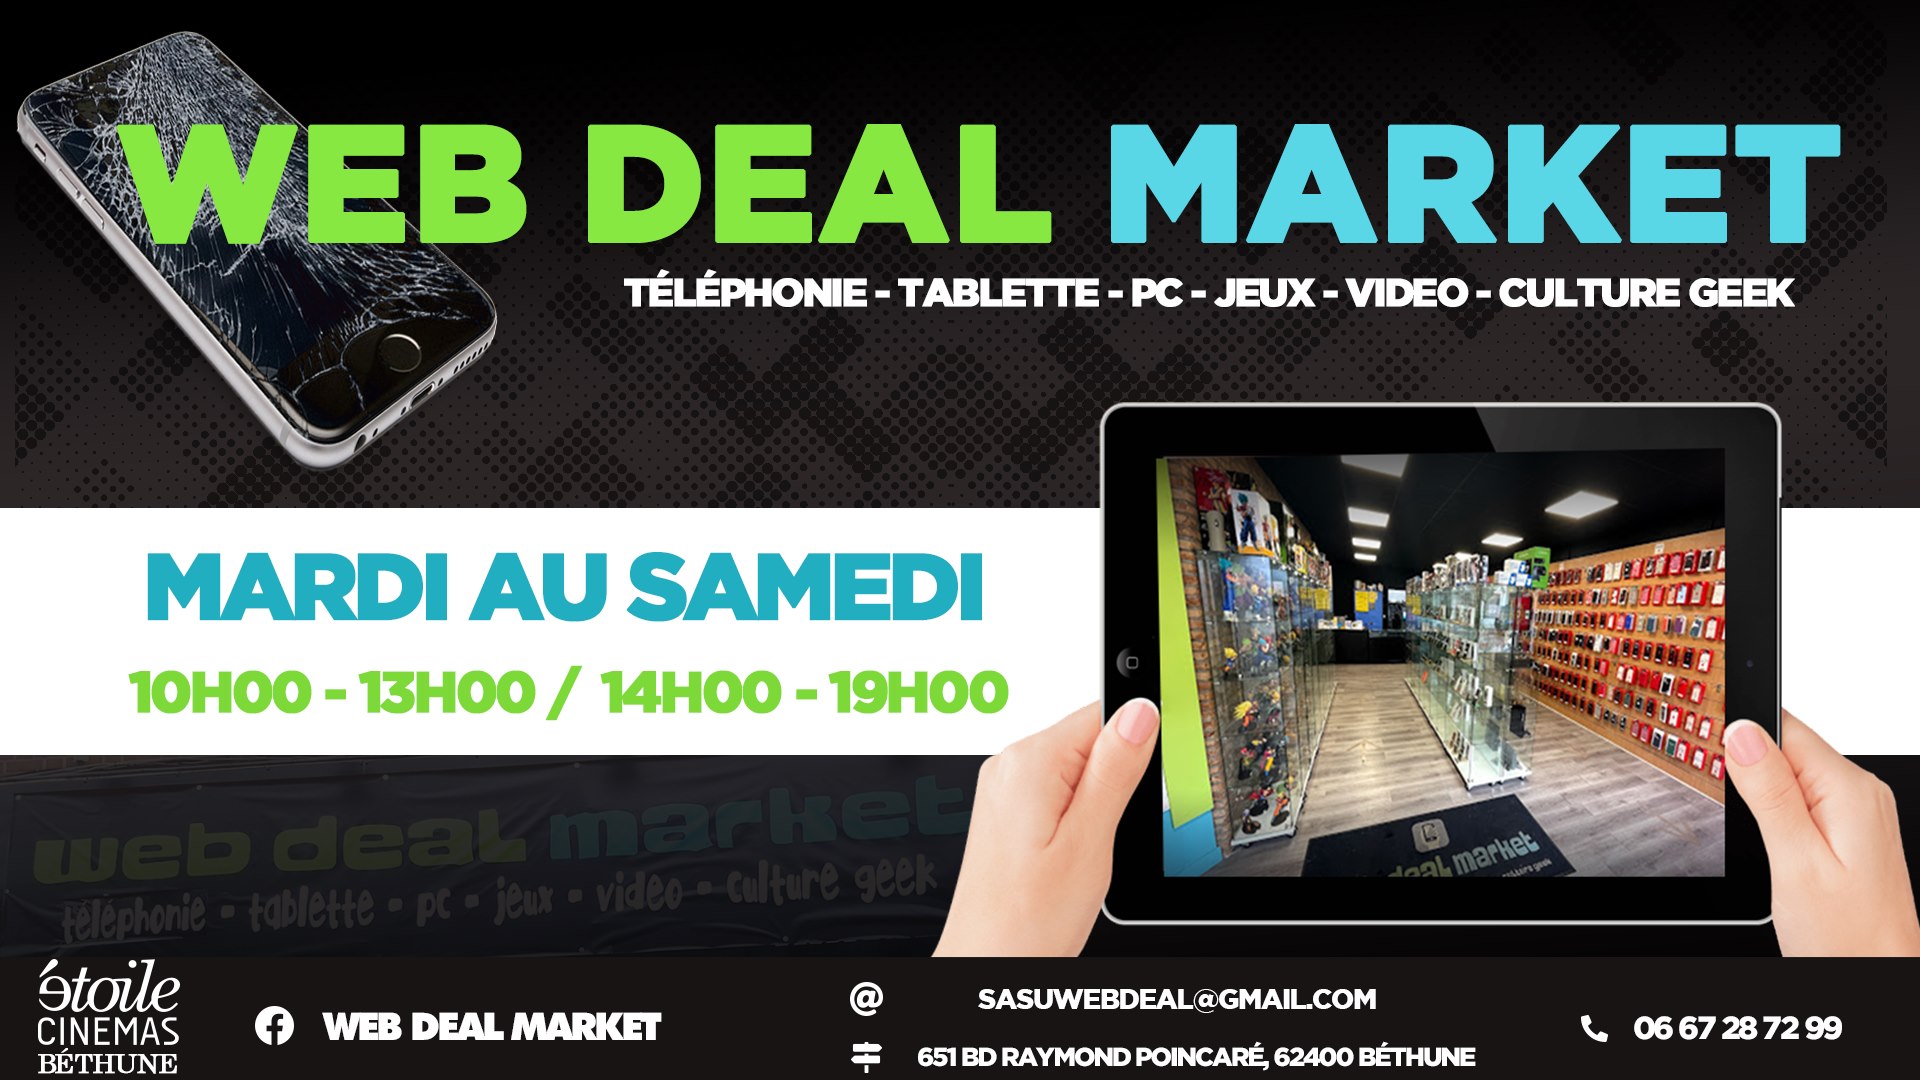 WEB DEAL MARKET
TÉLÉPHONIE - TABLETTE - PC - JEUX - VIDEO - CULTURE GEEK
MARDI AU SAMEDI
10H00 - 13H00 / 14H00 - 19H00
deal market
culture geek
web deal market
téléphonie - tablette - pc - jeux - video - culture geek
étoile
CINEMAS
BÉTHUNE
WEB DEAL MARKET
@ SASUWEBDEAL@GMAIL.COM
651 BD RAYMOND POINCARÉ, 62400 BÉTHUNE
06 67 28 72 99